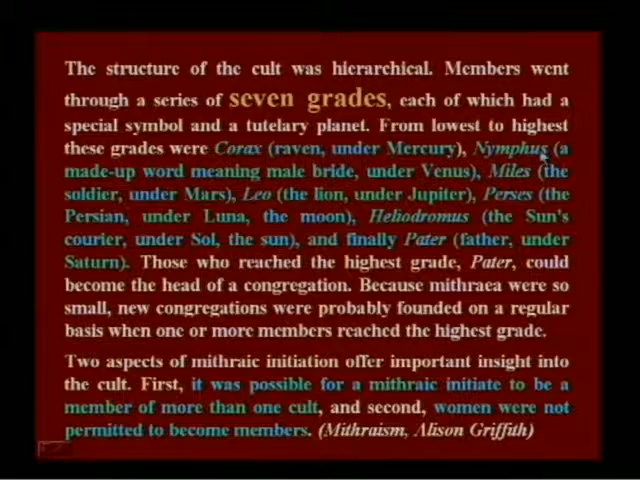 The structure of the cult was hierarchical. Members went
through a series of seven grades, each of which had a
special symbol and a tutelary planet. From lowest to highest
these grades were Corax (raven, under Mercury), Nymphus (a
made-up word meaning male bride, under Venus), Miles (the
soldier, under Mars), Leo (the lion, under Jupiter), Perses (the
Persian, under Luna, the moon), Heliodromus (the Sun's
courier, under Sol, the sun), and finally Pater (father, under
Saturn). Those who reached the highest grade, Pater, could
become the head of a congregation. Because mithraea were so
small, new congregations were probably founded on a regular
basis when one or more members reached the highest grade.
Two aspects of mithraic initiation offer important insight into
the cult. First, it was possible for a mithraic initiate to be a
member of more than one cult, and second, women were not
permitted to become members. (Mithraism, Alison Griffith)